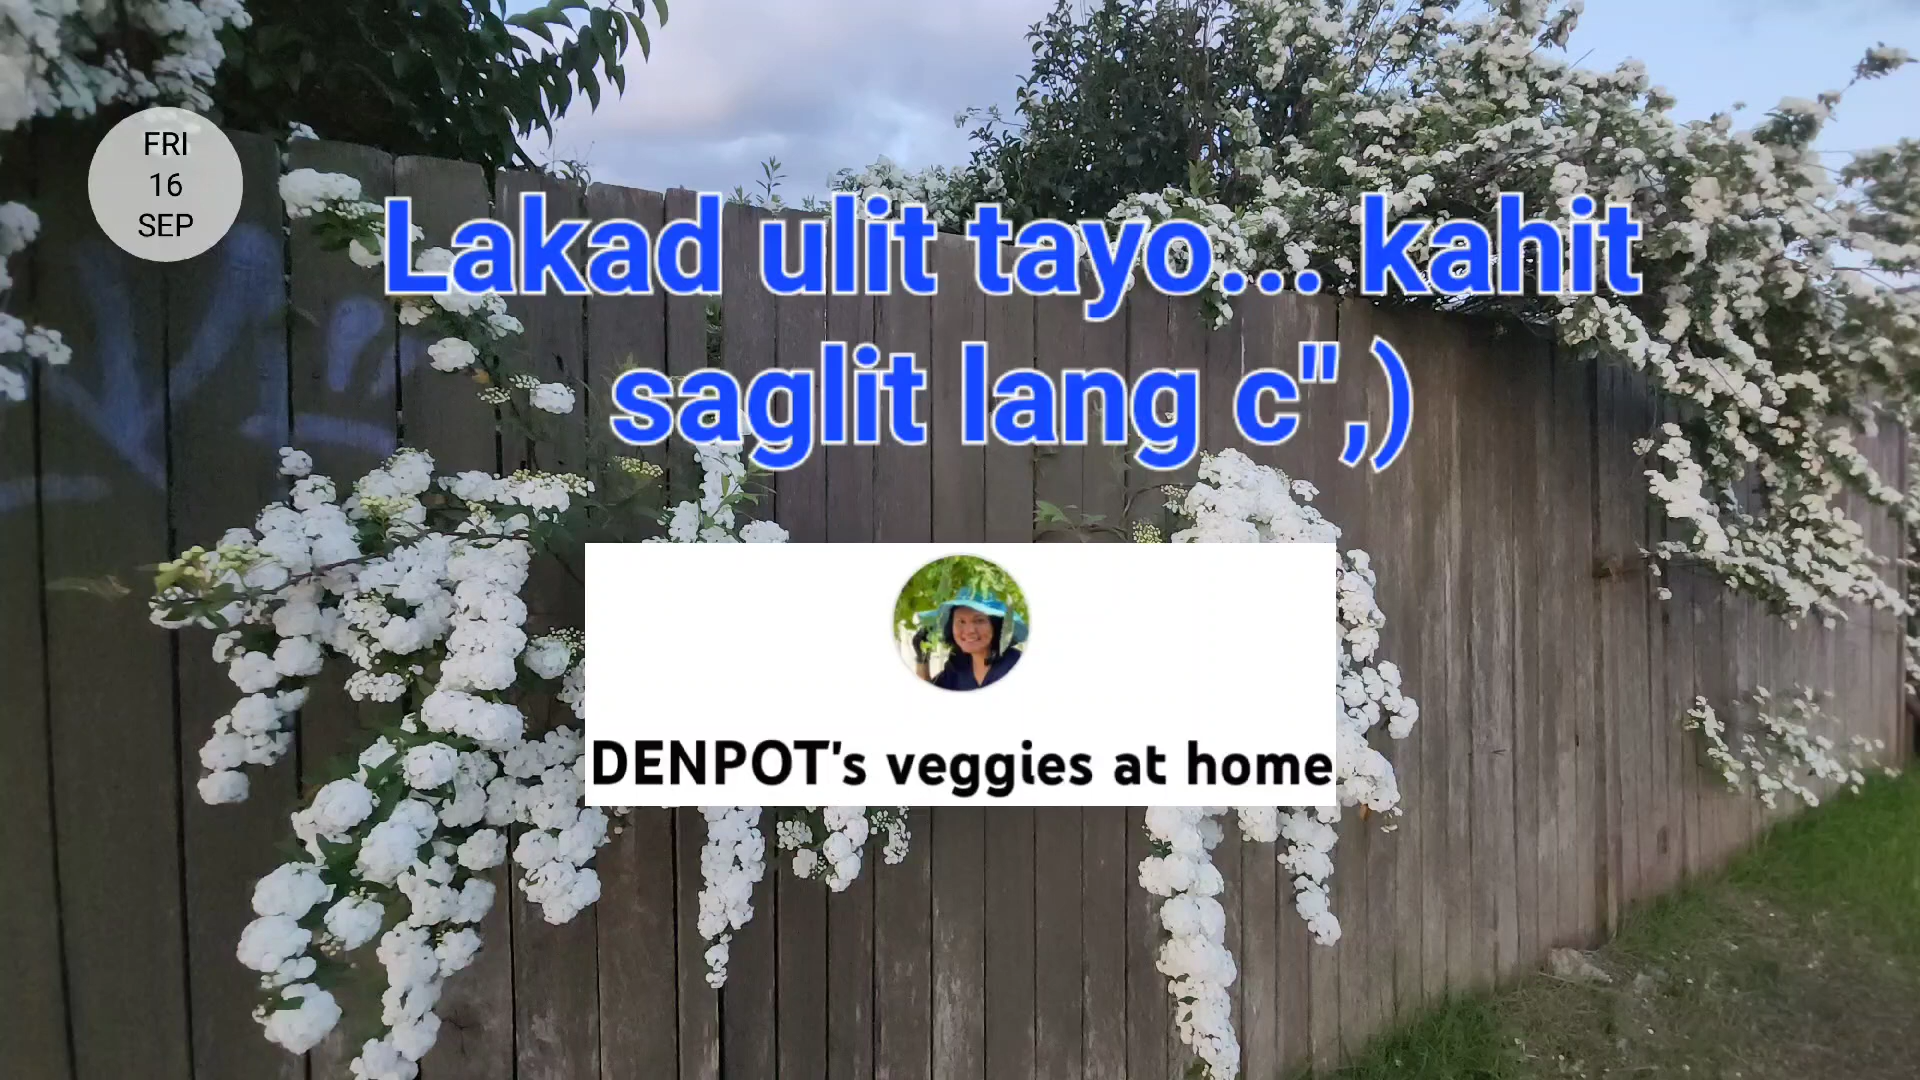 FRI
16
SEP
Lakad ulit tayo... kahit
saglit lang c",)
DENPOT's veggies at home